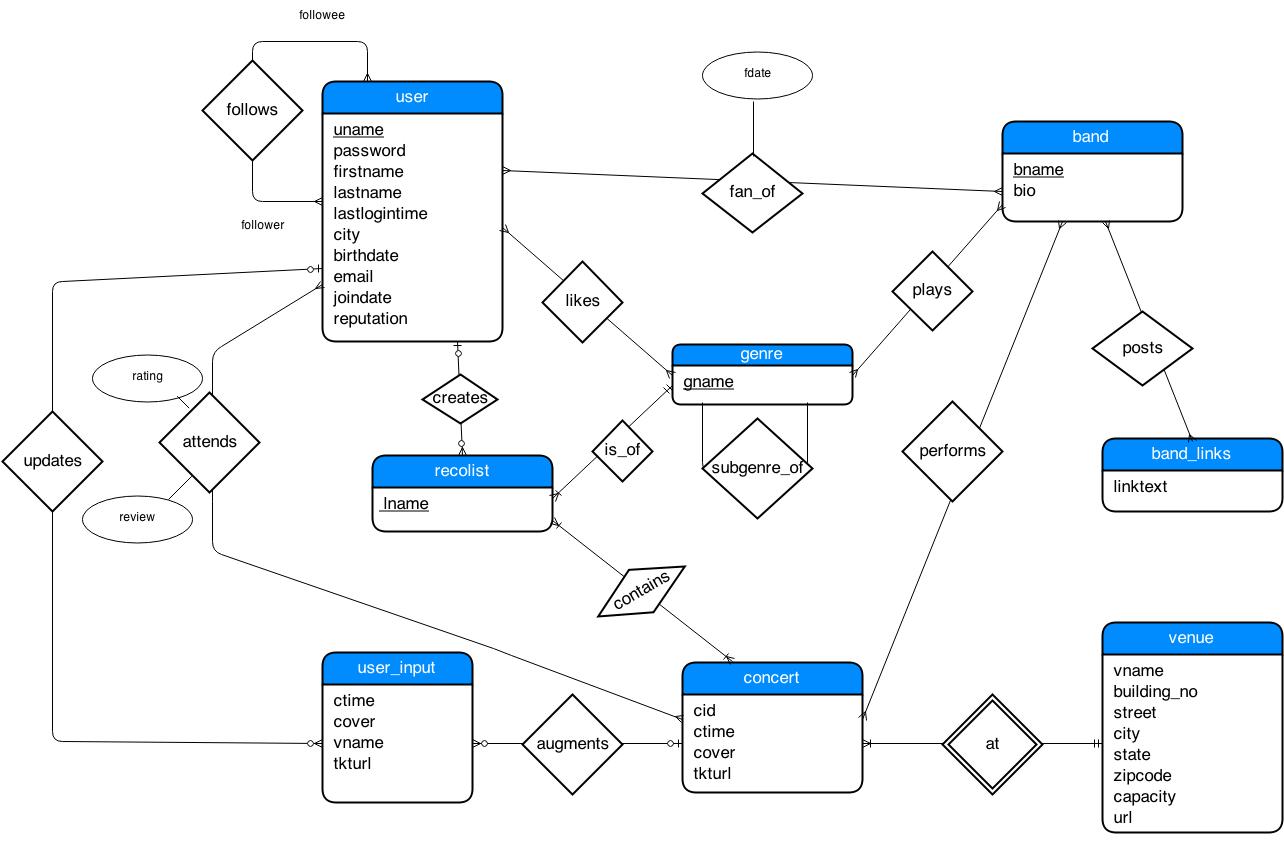 followee
follows
follower
user
uname
password
firstname
lastname
lastlogintime
city
birthdate
email
joindate
reputation
fdate
fan_of
band
bname
bio
likes
plays
posts
genre
gname
subgenre_of
is_of
performs
band_links
linktext
rating
attends
review
updates
creates
recolist
lname
contains
user_input
ctime
cover
vname
tkturl
augments
concert
cid
ctime
cover
tkturl
at
venue
vname
building_no
street
city
state
zipcode
capacity
url